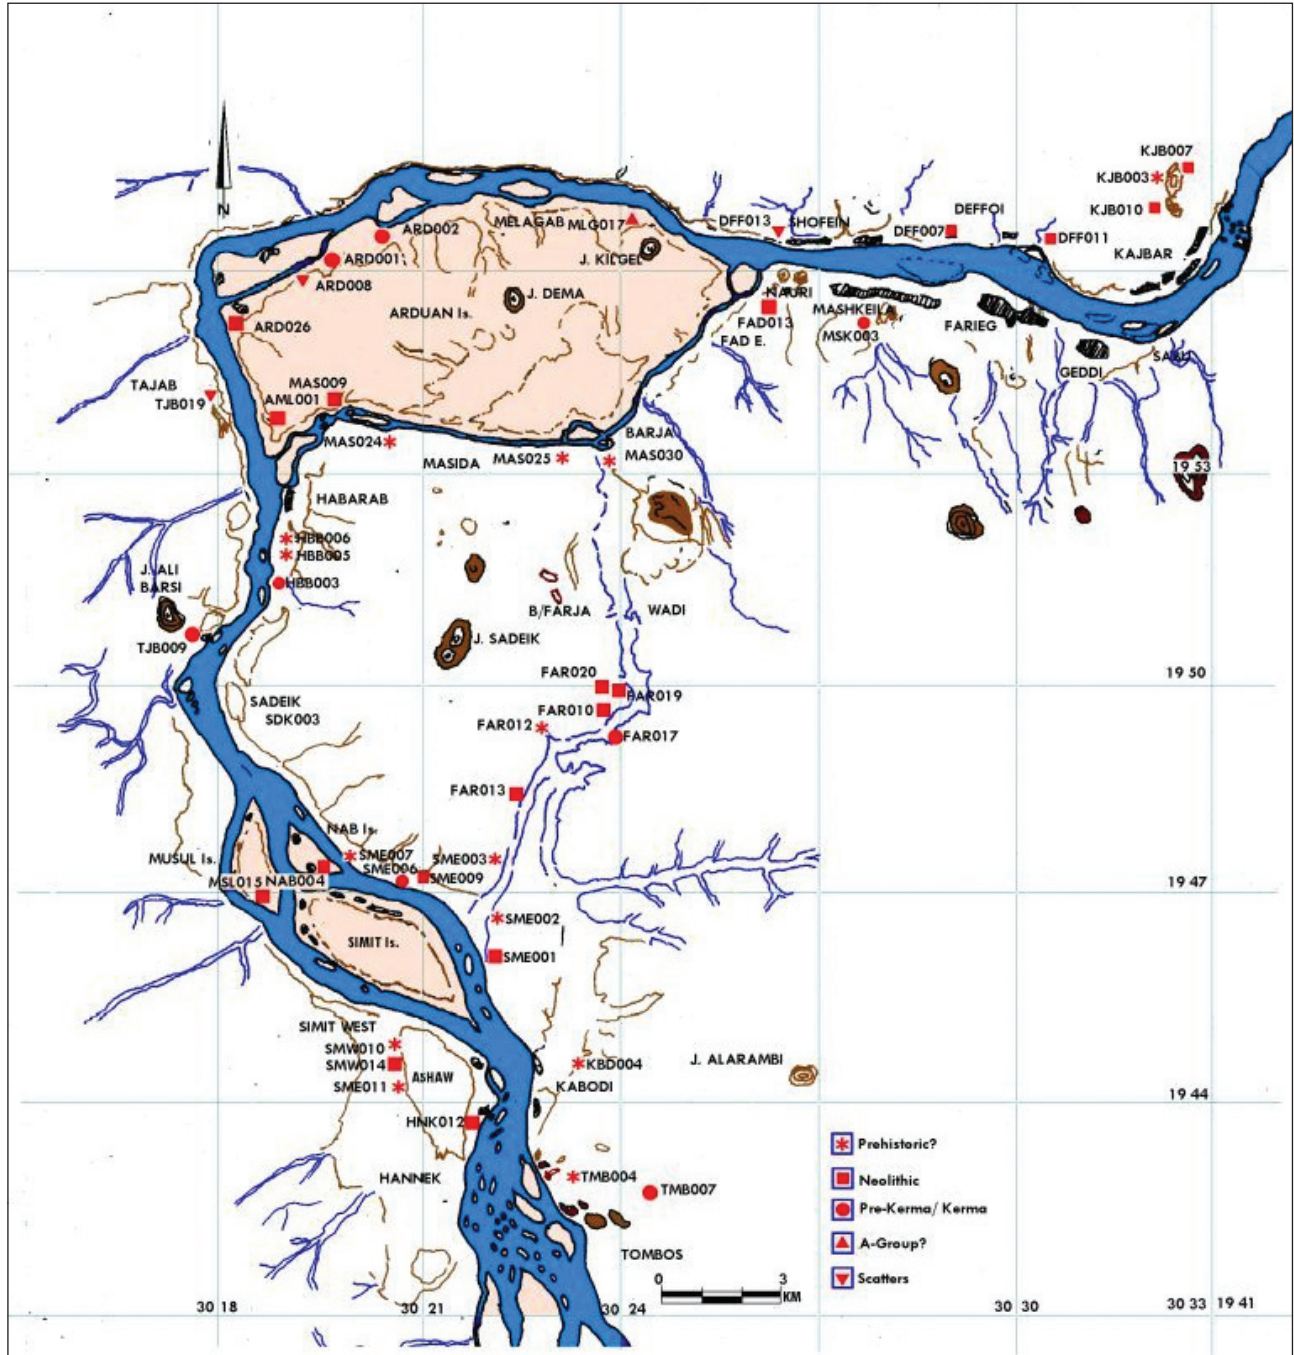 KJB007
KJB003
KJB010
N
ARD002
MELAGAB
MLG017
DFF013
SHOFEIN
DFF007
DEFFOI
DFF011
KAJBAR
ARD001
ARD008
J. KILGEL
J. DEMA
ARDUAN Is.
ARD026
NAURI
FAD013
FAD E.
MASHKEILA
MSK003
FARIEG
GEDDI
TAJAB
TJB019
MAS009
AML001
MAS024
MASIDA
MAS025
BARJA
MAS030
19 53
HABARAB
HBB006
HBB005
HBB003
J. ALI
BARSI
TJB009
B/FARJA
WADI
J. SADEIK
SADEIK
SDK003
FAR020
FAR019
FAR010
FAR012
FAR017
19 50
FAR013
NAB Is.
MUSUL Is.
SME007
SME003
SME006
SME009
MSL015
NAB004
19 47
SME002
SIMIT Is.
SME001
SIMIT WEST
SMW010
SMW014
ASHAW
SME011
KBD004
KABODI
J. ALARAMBI
19 44
HNK012
HANNEK
TMB004
TMB007
TOMBOS
Prehistoric?
Neolithic
Pre-Kerma/ Kerma
A-Group?
Scatters
0 3
KM
30 18
30 21
30 24
30 30
30 33
19 41